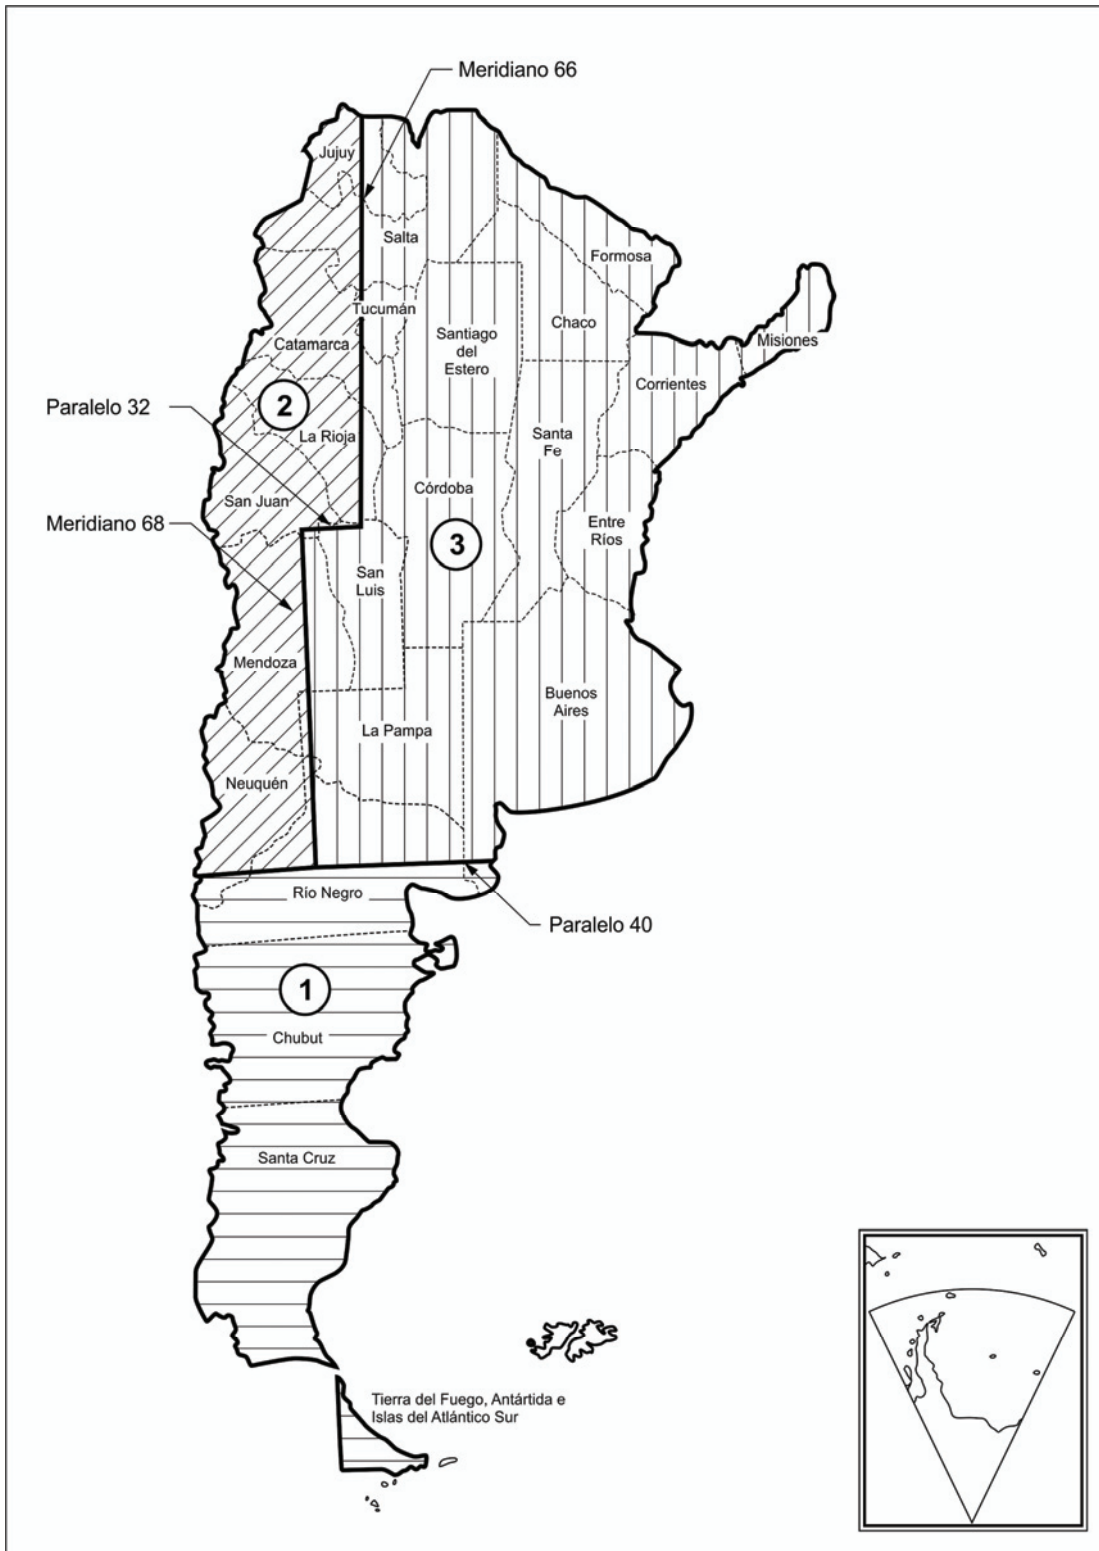 Meridiano 66
Jujuy
Salta
Formosa
Tucumán
Chaco
Santiago
del
Estero
Misiones
Catamarca
Corrientes
Paralelo 32
2
La Rioja
Santa
Fe
San Juan
Córdoba
Meridiano 68
Entre
Ríos
3
San
Luis
Mendoza
Buenos
Aires
La Pampa
Neuquén
Río Negro
Paralelo 40
1
Chubut
Santa Cruz
Tierra del Fuego, Antártida e
Islas del Atlántico Sur